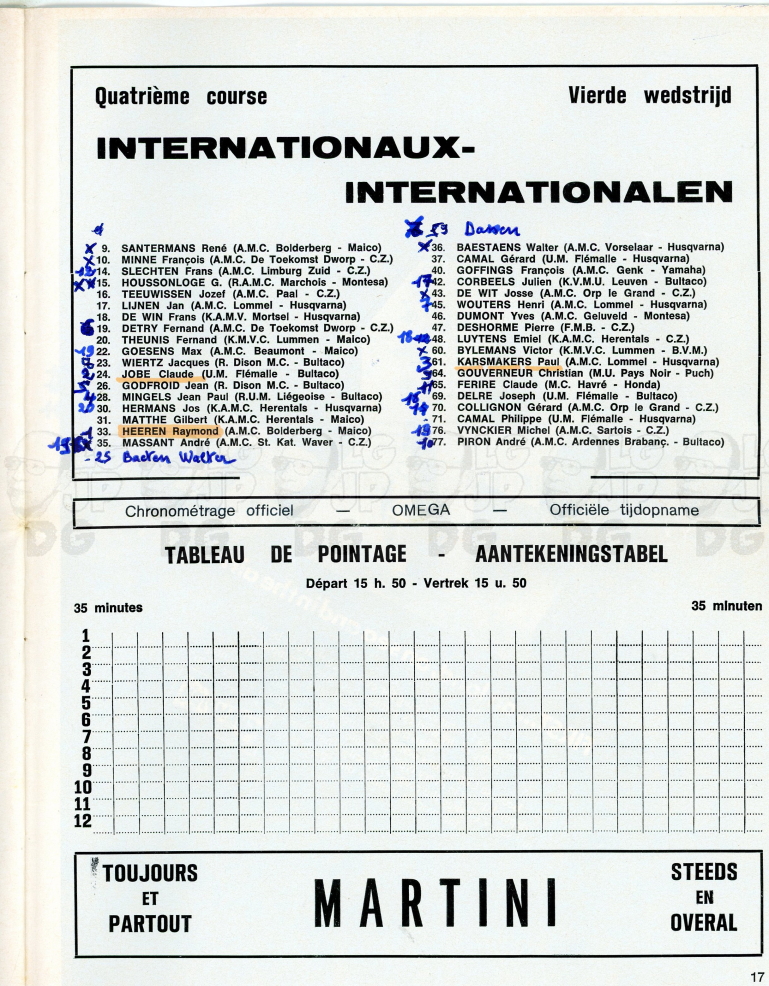 Quatrième course
Vierde wedstrijd
INTERNATIONAUX-
INTERNATIONALEN
9. SANTERMANS René (A.M.C. Bolderberg - Maico)
10. MINNE François (A.M.C. De Toekomst Dworp - C.Z.)
14. SLECHTEN Frans (A.M.C. Limburg Zuid - C.Z.)
15. HOUSSONLOGE G. (R.A.M.C. Marchois - Montesa)
16. TEEUWISSEN Jozef (A.M.C. Paal - C.Z.)
17. LIJNEN Jan (A.M.C. Lommel - Husqvarna)
18. DE WIN Frans (K.A.M.V. Mortsel - Husqvarna)
19. DETRY Fernand (A.M.C. De Toekomst Dworp - C.Z.)
20. THEUNIS Fernand (K.M.V.C. Lummen - Maico)
22. GOESENS Max (A.M.C. Beaumont - Maico)
23. WIERTZ Jacques (R. Dison M.C. - Bultaco)
24. JOBE Claude (U.M. Flémalle - Bultaco)
26. GODFROID Jean (R. Dison M.C. - Bultaco)
28. MINGELS Jean Paul (R.U.M. Liégeoise - Bultaco)
30. HERMANS Jos (K.A.M.C. Herentals - Husqvarna)
31. MATTHE Gilbert (K.A.M.C. Herentals - Maico)
33. HEEREN Raymond (A.M.C. Bolderberg - Maico)
35. MASSANT André (A.M.C. St. Kat. Waver - C.Z.)
- 25 Baeten Walter
59 Dassen
36. BAESTAENS Walter (A.M.C. Vorselaar - Husqvarna)
37. CAMAL Gérard (U.M. Flémalle - Husqvarna)
40. GOFFINGS François (A.M.C. Genk - Yamaha)
42. CORBEELS Julien (K.V.M.U. Leuven - Bultaco)
43. DE WIT Josse (A.M.C. Orp le Grand - C.Z.)
45. WOUTERS Henri (A.M.C. Lommel - Husqvarna)
46. DUMONT Yves (A.M.C. Geluveld - Montesa)
47. DESHORME Pierre (F.M.B. - C.Z.)
48. LUYTENS Emiel (K.A.M.C. Herentals - C.Z.)
60. BYLEMANS Victor (K.M.V.C. Lummen - B.V.M.)
61. KARSMAKERS Paul (A.M.C. Lommel - Husqvarna)
64. GOUVERNEUR Christian (M.U. Pays Noir - Puch)
65. FERIRE Claude (M.C. Havré - Honda)
69. DELRE Joseph (U.M. Flémalle - Bultaco)
70. COLLIGNON Gérard (A.M.C. Orp le Grand - C.Z.)
71. CAMAL Philippe (U.M. Flémalle - Husqvarna)
76. VYNCKIER Michel (A.M.C. Sartois - C.Z.)
77. PIRON André (A.M.C. Ardennes Brabanç. - Bultaco)
Chronométrage officiel — OMEGA — Officiële tijdopname
TABLEAU DE POINTAGE - AANTEKENINGSTABEL
Départ 15 h. 50 - Vertrek 15 u. 50
35 minutes
35 minuten
1
2
3
4
5
6
7
8
9
10
11
12
TOUJOURS
ET
PARTOUT
MARTINI
STEEDS
EN
OVERAL
17